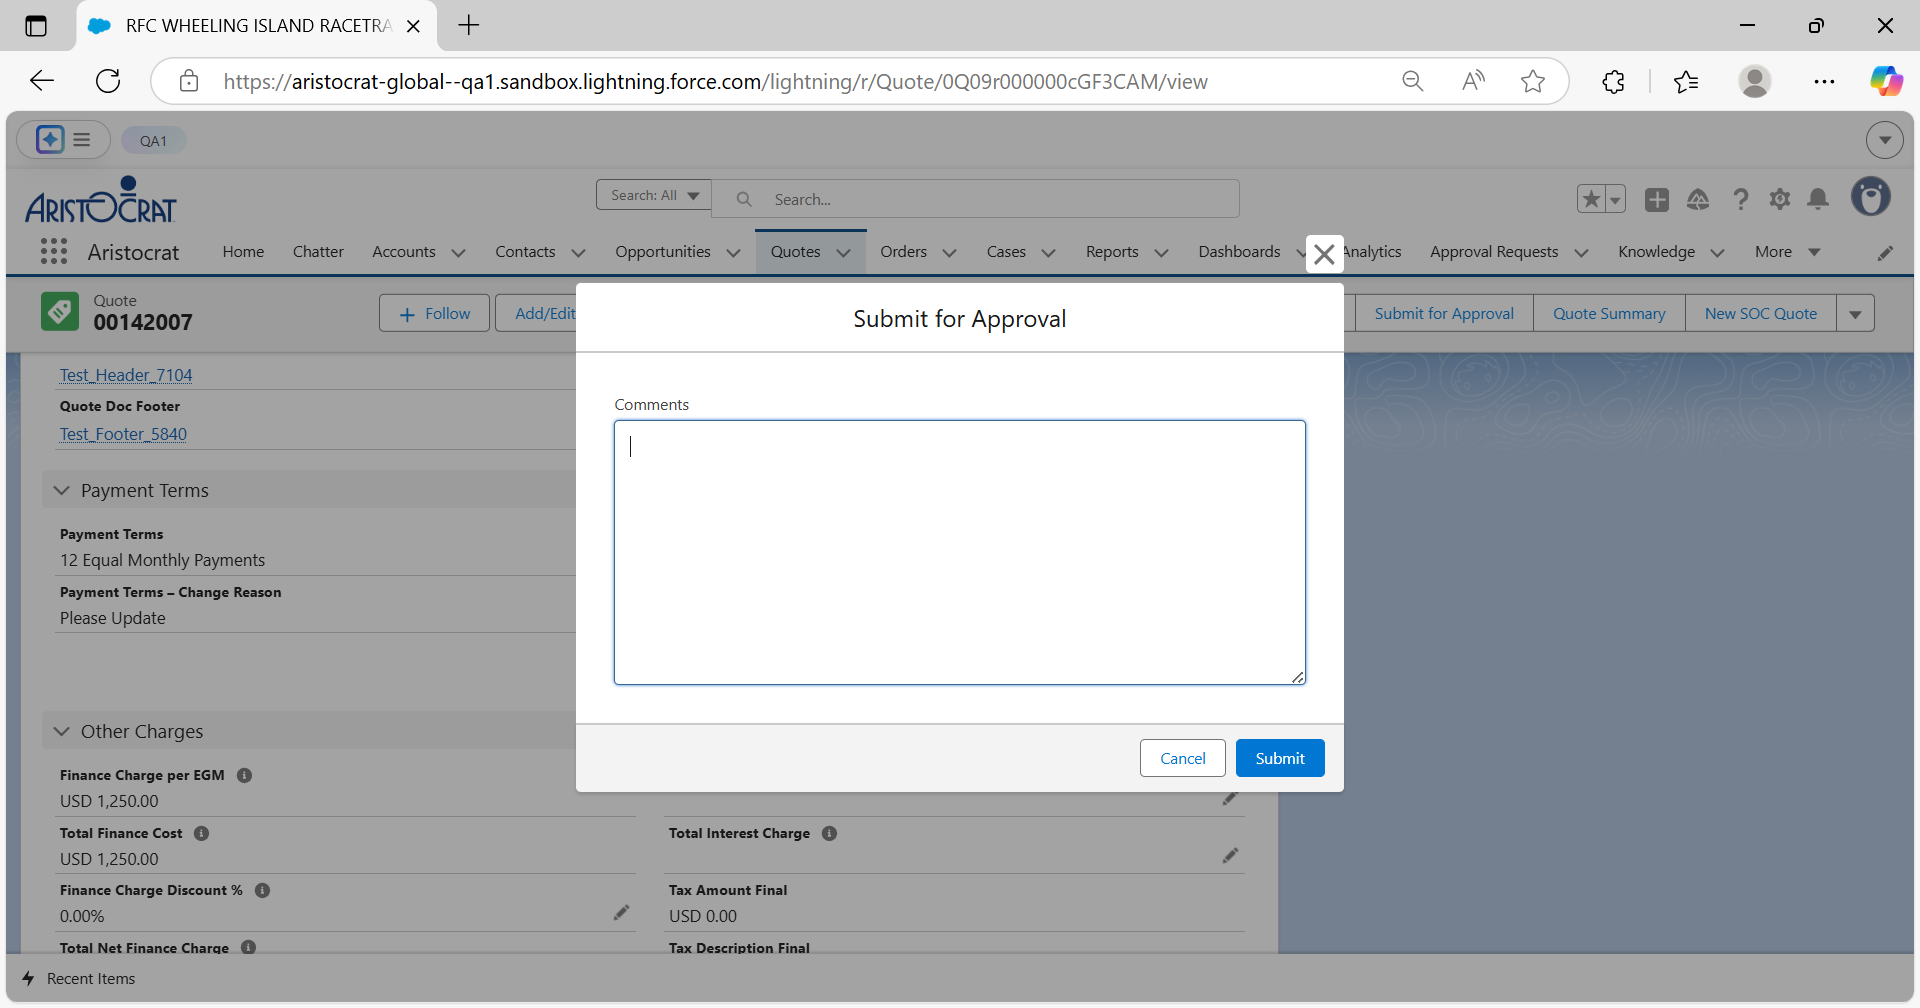 RFC WHEELING ISLAND RACETRA
https://aristocrat-global--qa1.sandbox.lightning.force.com/lightning/r/Quote/0Q09r000000cGF3CAM/view
QA1
ARISTOCRAT
Search: All
Search...
Aristocrat
Home
Chatter
Accounts
Contacts
Opportunities
Quotes
Orders
Cases
Reports
Dashboards
Analytics
Approval Requests
Knowledge
More
Quote
00142007
Follow
Add/Edit
Submit for Approval
Quote Summary
New SOC Quote
Submit for Approval
Comments
Cancel
Submit
Test_Header_7104
Quote Doc Footer
Test_Footer_5840
Payment Terms
Payment Terms
12 Equal Monthly Payments
Payment Terms – Change Reason
Please Update
Other Charges
Finance Charge per EGM
USD 1,250.00
Total Finance Cost
USD 1,250.00
Total Interest Charge
Finance Charge Discount %
0.00%
Tax Amount Final
USD 0.00
Total Net Finance Charge
Tax Description Final
Recent Items